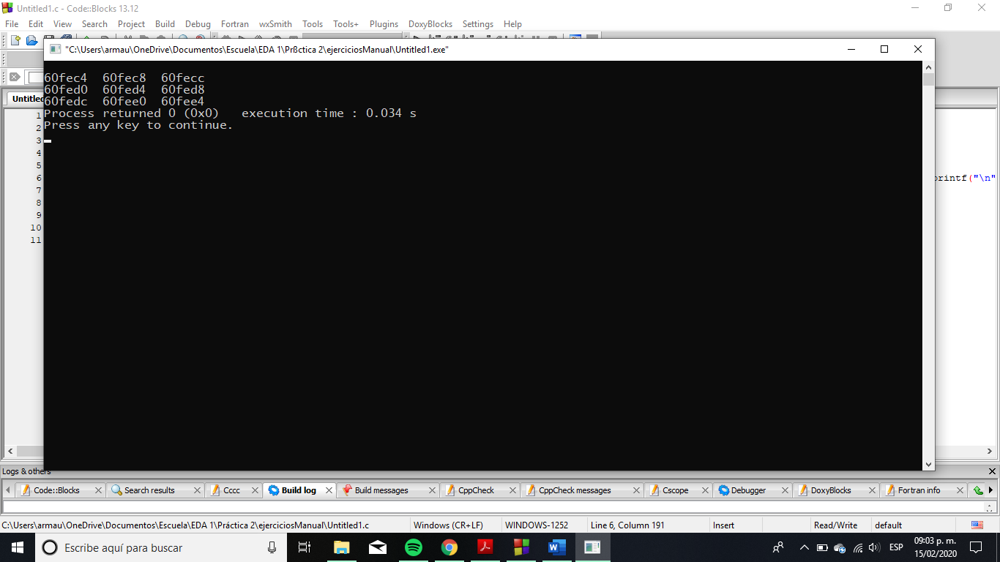 Untitled1.c - Code::Blocks 13.12
File Edit View Search Project Build Debug Fortran wxSmith Tools Tools+ Plugins DoxyBlocks Settings Help
"C:\Users\armau\OneDrive\Documentos\Escuela\EDA 1\Prßctica 2\ejerciciosManual\Untitled1.exe"
60fec4 60fec8 60fecc
60fed0 60fed4 60fed8
60fedc 60fee0 60fee4
Process returned 0 (0x0) execution time : 0.034 s
Press any key to continue.
Untitled
1
2
3
4
5
6 printf("\n"
7
8
9
10
11
Logs & others
Code::Blocks Search results Cccc Build log Build messages CppCheck CppCheck messages Cscope Debugger DoxyBlocks Fortran info
C:\Users\armau\OneDrive\Documentos\Escuela\EDA 1\Práctica 2\ejerciciosManual\Untitled1.c Windows (CR+LF) WINDOWS-1252 Line 6, Column 191 Insert Read/Write default
Escribe aquí para buscar ESP 09:03 p. m.
15/02/2020